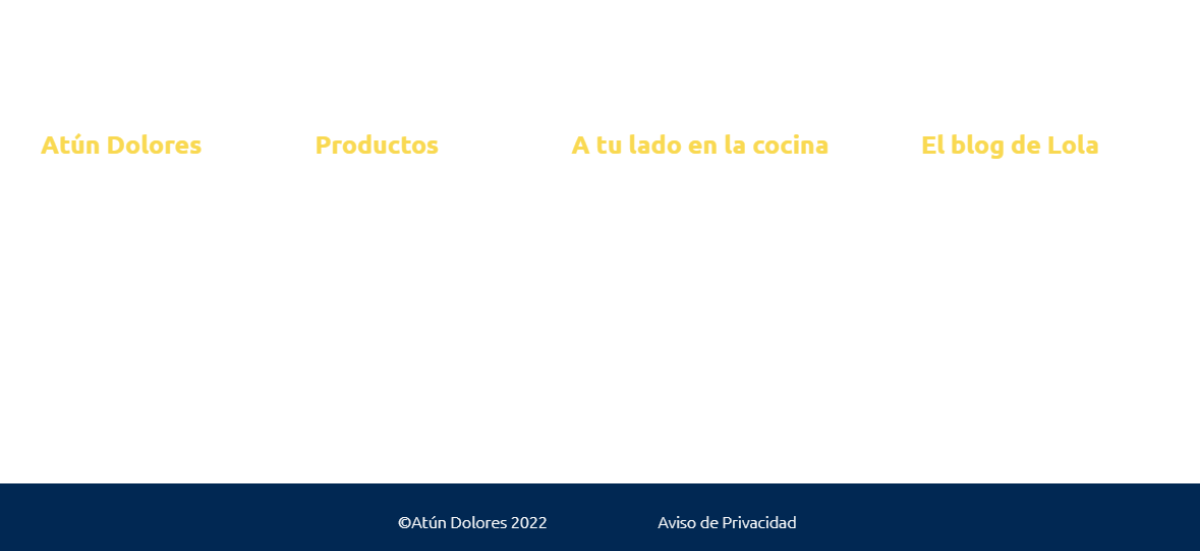 Atún Dolores
Productos
A tu lado en la cocina
El blog de Lola
©Atún Dolores 2022
Aviso de Privacidad